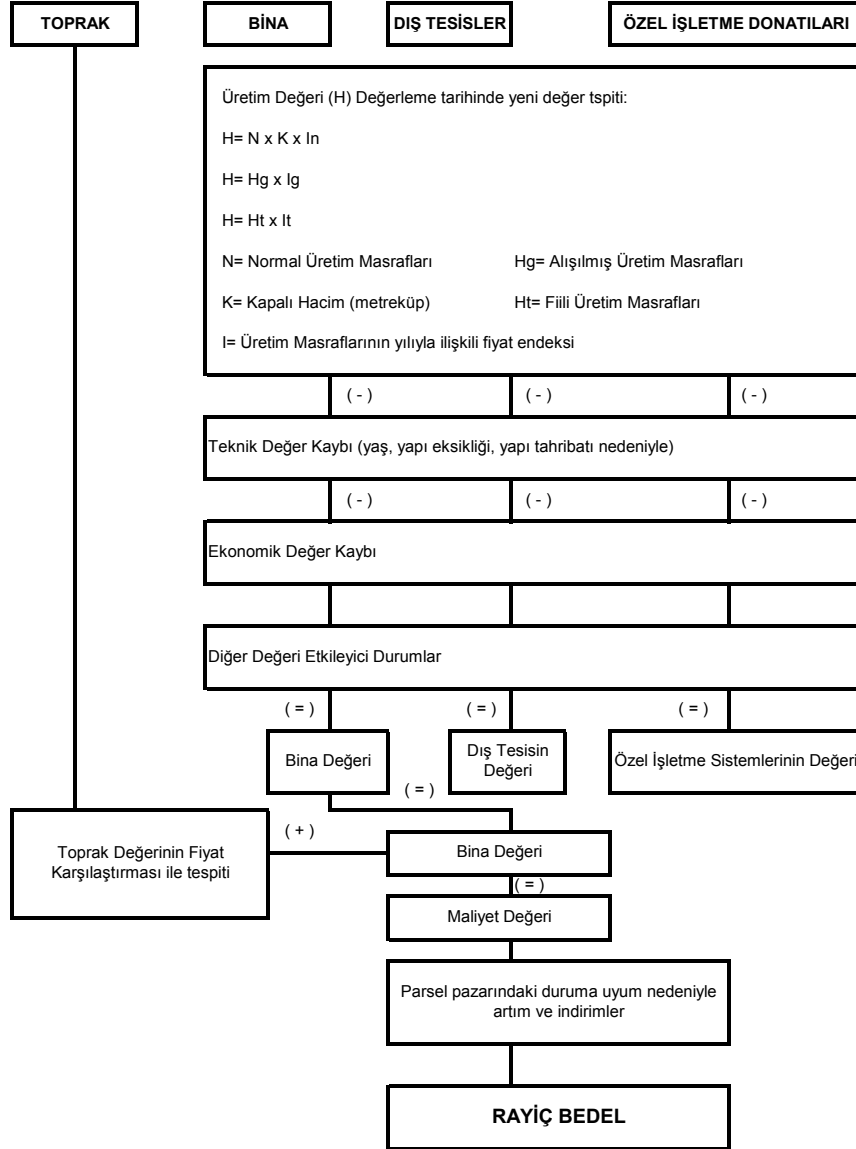 TOPRAK
BİNA
DIŞ TESİSLER
ÖZEL İŞLETME DONATILARI
Üretim Değeri (H) Değerleme tarihinde yeni değer tspiti:
H= N x K x In
H= Hg x Ig
H= Ht x It
N= Normal Üretim Masrafları
Hg= Alışılmış Üretim Masrafları
K= Kapalı Hacim (metreküp)
Ht= Fiili Üretim Masrafları
I= Üretim Masraflarının yılıyla ilişkili fiyat endeksi
( - )
( - )
( - )
Teknik Değer Kaybı (yaş, yapı eksikliği, yapı tahribatı nedeniyle)
( - )
( - )
( - )
Ekonomik Değer Kaybı
Diğer Değeri Etkileyici Durumlar
( = )
( = )
( = )
Bina Değeri
Dış Tesisin
Değeri
Özel İşletme Sistemlerinin Değeri
( = )
( + )
Toprak Değerinin Fiyat
Karşılaştırması ile tespiti
Bina Değeri
( = )
Maliyet Değeri
Parsel pazarındaki duruma uyum nedeniyle
artım ve indirimler
RAYİÇ BEDEL